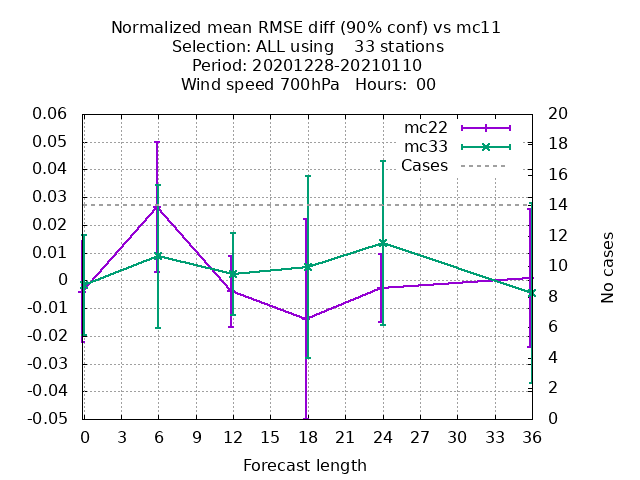 Normalized mean RMSE diff (90% conf) vs mc11
Selection: ALL using    33 stations
Period: 20201228-20210110
Wind speed 700hPa   Hours:  00
mc22
mc33
Cases
0.06
0.05
0.04
0.03
0.02
0.01
0
-0.01
-0.02
-0.03
-0.04
-0.05
20
18
16
14
12
10
8
6
4
2
0
No cases
0 3 6 9 12 15 18 21 24 27 30 33 36
Forecast length